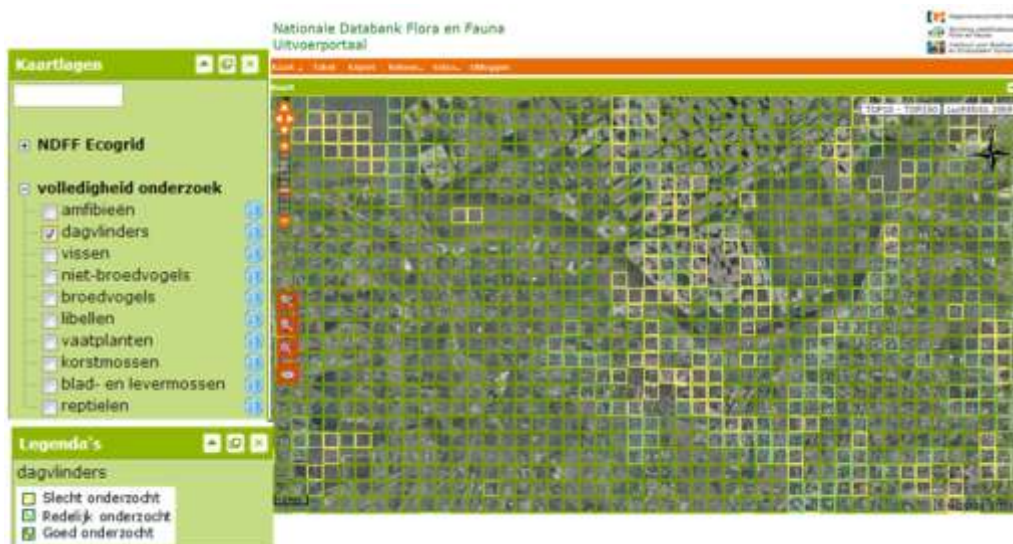 Nationale Databank Flora en Fauna
Uitvoerportaal
Kaartlagen
NDFF Ecogrid
volledigheid onderzoek
amfibieën
dagvlinders
vissen
niet-broedvogels
broedvogels
libellen
vaatplanten
korstmossen
blad- en levermossen
reptielen
Legenda's
dagvlinders
Slecht onderzocht
Redelijk onderzocht
Goed onderzocht